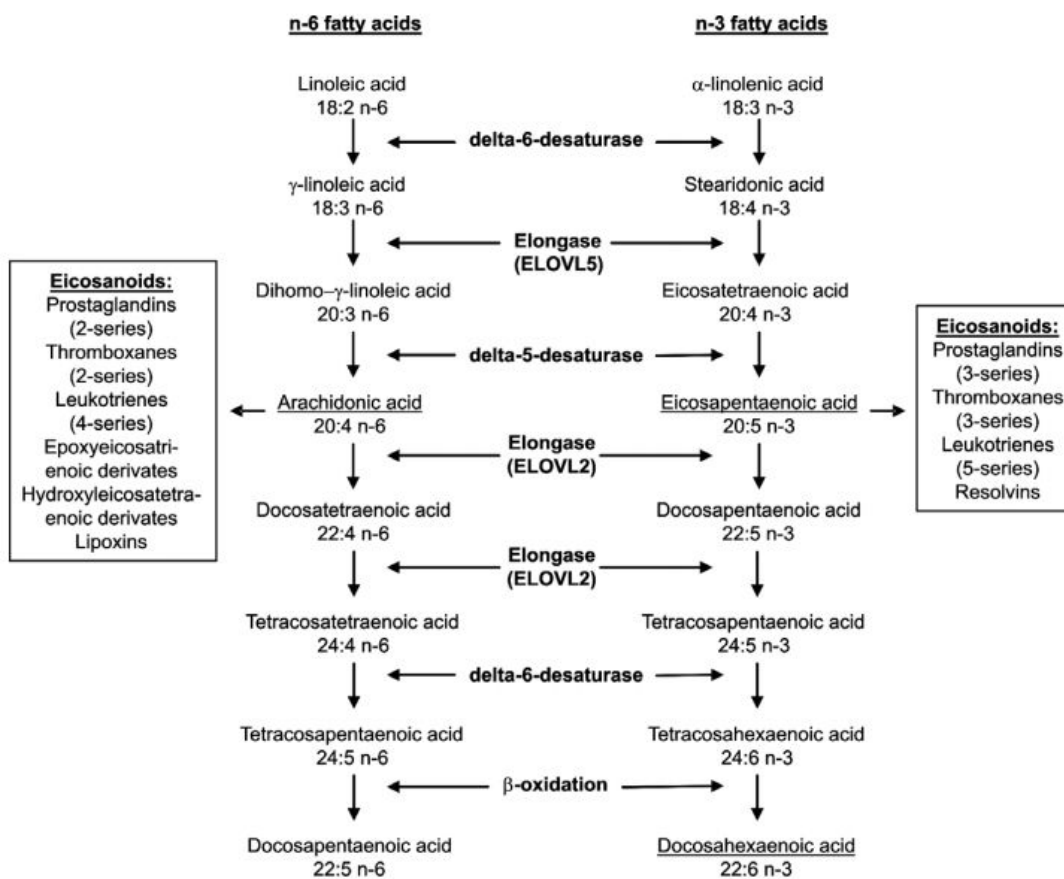 n-6 fatty acids
n-3 fatty acids
Linoleic acid
18:2 n-6
α-linolenic acid
18:3 n-3
delta-6-desaturase
γ-linoleic acid
18:3 n-6
Stearidonic acid
18:4 n-3
Elongase
(ELOVL5)
Dihomo–γ-linoleic acid
20:3 n-6
Eicosatetraenoic acid
20:4 n-3
delta-5-desaturase
Eicosanoids:
Prostaglandins
(2-series)
Thromboxanes
(2-series)
Leukotrienes
(4-series)
Epoxyeicosatri-
enoic derivates
Hydroxyleicosatetra-
enoic derivates
Lipoxins
Arachidonic acid
20:4 n-6
Eicosapentaenoic acid
20:5 n-3
Eicosanoids:
Prostaglandins
(3-series)
Thromboxanes
(3-series)
Leukotrienes
(5-series)
Resolvins
Elongase
(ELOVL2)
Docosatetraenoic acid
22:4 n-6
Docosapentaenoic acid
22:5 n-3
Elongase
(ELOVL2)
Tetracosatetraenoic acid
24:4 n-6
Tetracosapentaenoic acid
24:5 n-3
delta-6-desaturase
Tetracosapentaenoic acid
24:5 n-6
Tetracosahexaenoic acid
24:6 n-3
β-oxidation
Docosapentaenoic acid
22:5 n-6
Docosahexaenoic acid
22:6 n-3